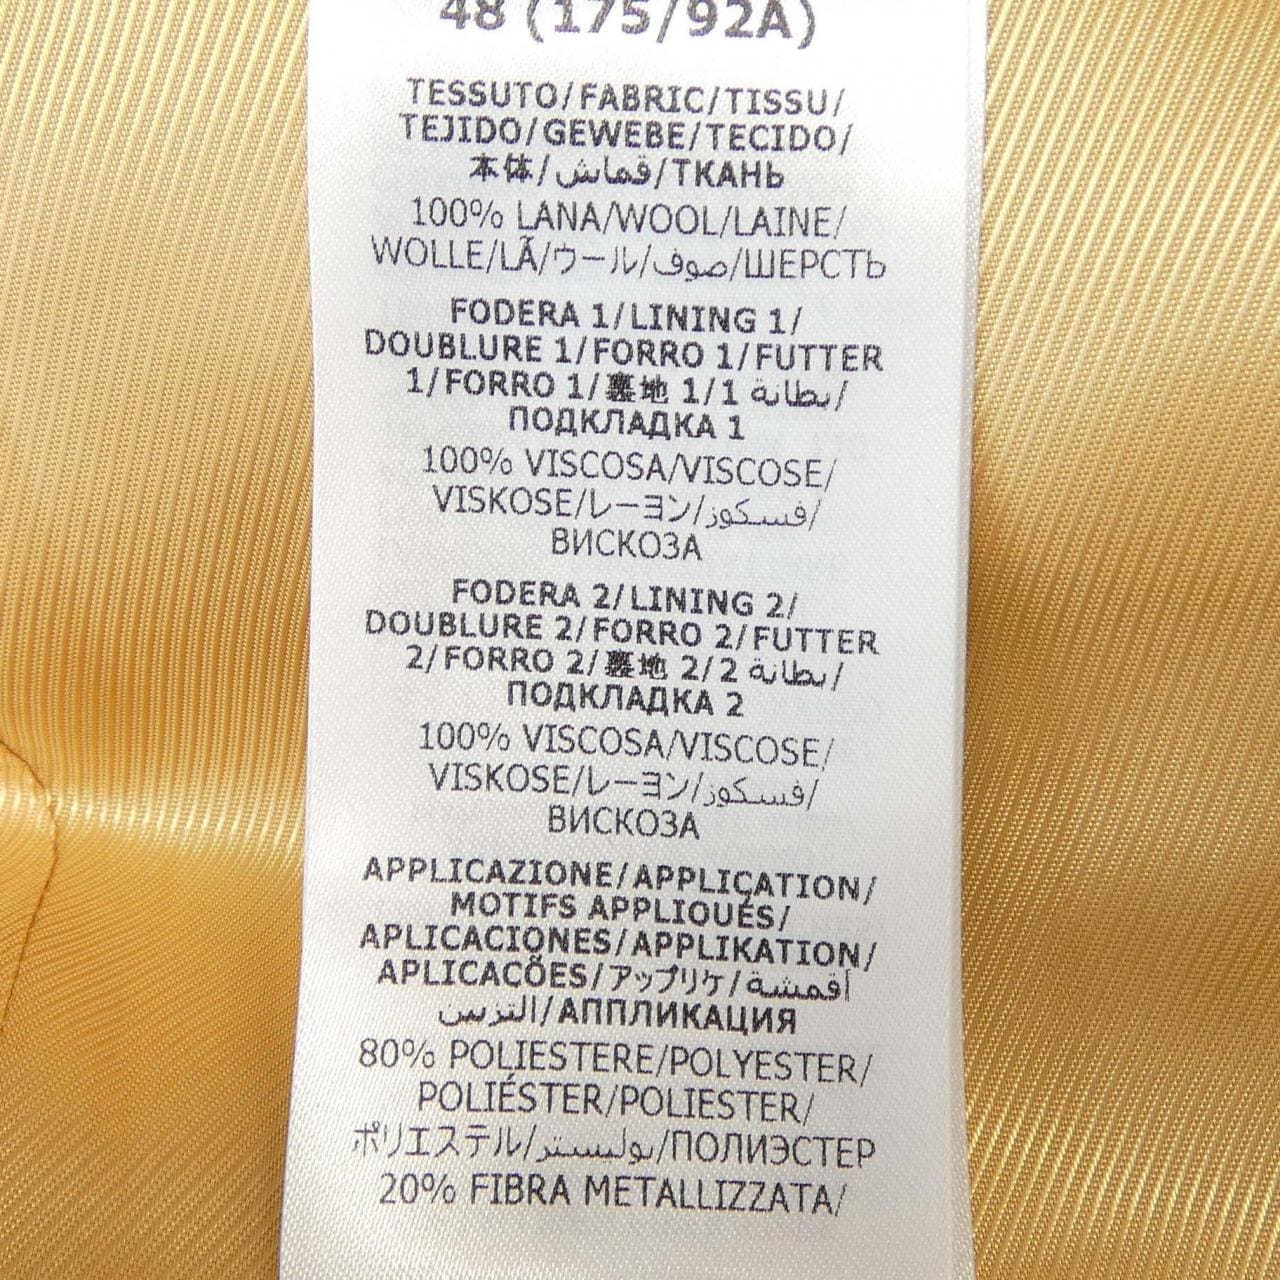 48 (175/92A)
TESSUTO/FABRIC/TISSU/
TEJIDO/GEWEBE/TECIDO/
本体/قماش/ТКАНЬ
100% LANA/WOOL/LAINE/
WOLLE/LÃ/ウール/صوف/ШЕРСТЬ
FODERA 1/LINING 1/
DOUBLURE 1/FORRO 1/FUTTER
1/FORRO 1/裏地 1/1 بطانة/
ПОДКЛАДКА 1
100% VISCOSA/VISCOSE/
VISKOSE/レーヨン/فسكوز/
ВИСКОЗА
FODERA 2/LINING 2/
DOUBLURE 2/FORRO 2/FUTTER
2/FORRO 2/裏地 2/2 بطانة/
ПОДКЛАДКА 2
100% VISCOSA/VISCOSE/
VISKOSE/レーヨン/فسكوز/
ВИСКОЗА
APPLICAZIONE/APPLICATION/
MOTIFS APPLIQUÉS/
APLICACIONES/APPLIKATION/
APLICAÇÕES/アップリケ/أقمشة
التزيين/АППЛИКАЦИЯ
80% POLIESTERE/POLYESTER/
POLIÉSTER/POLIESTER/
ポリエステル/بوليستر/ПОЛИЭСТЕР
20% FIBRA METALLIZZATA/